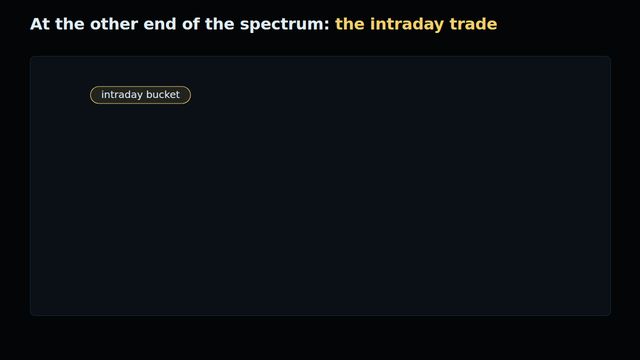 At the other end of the spectrum: the intraday trade
intraday bucket